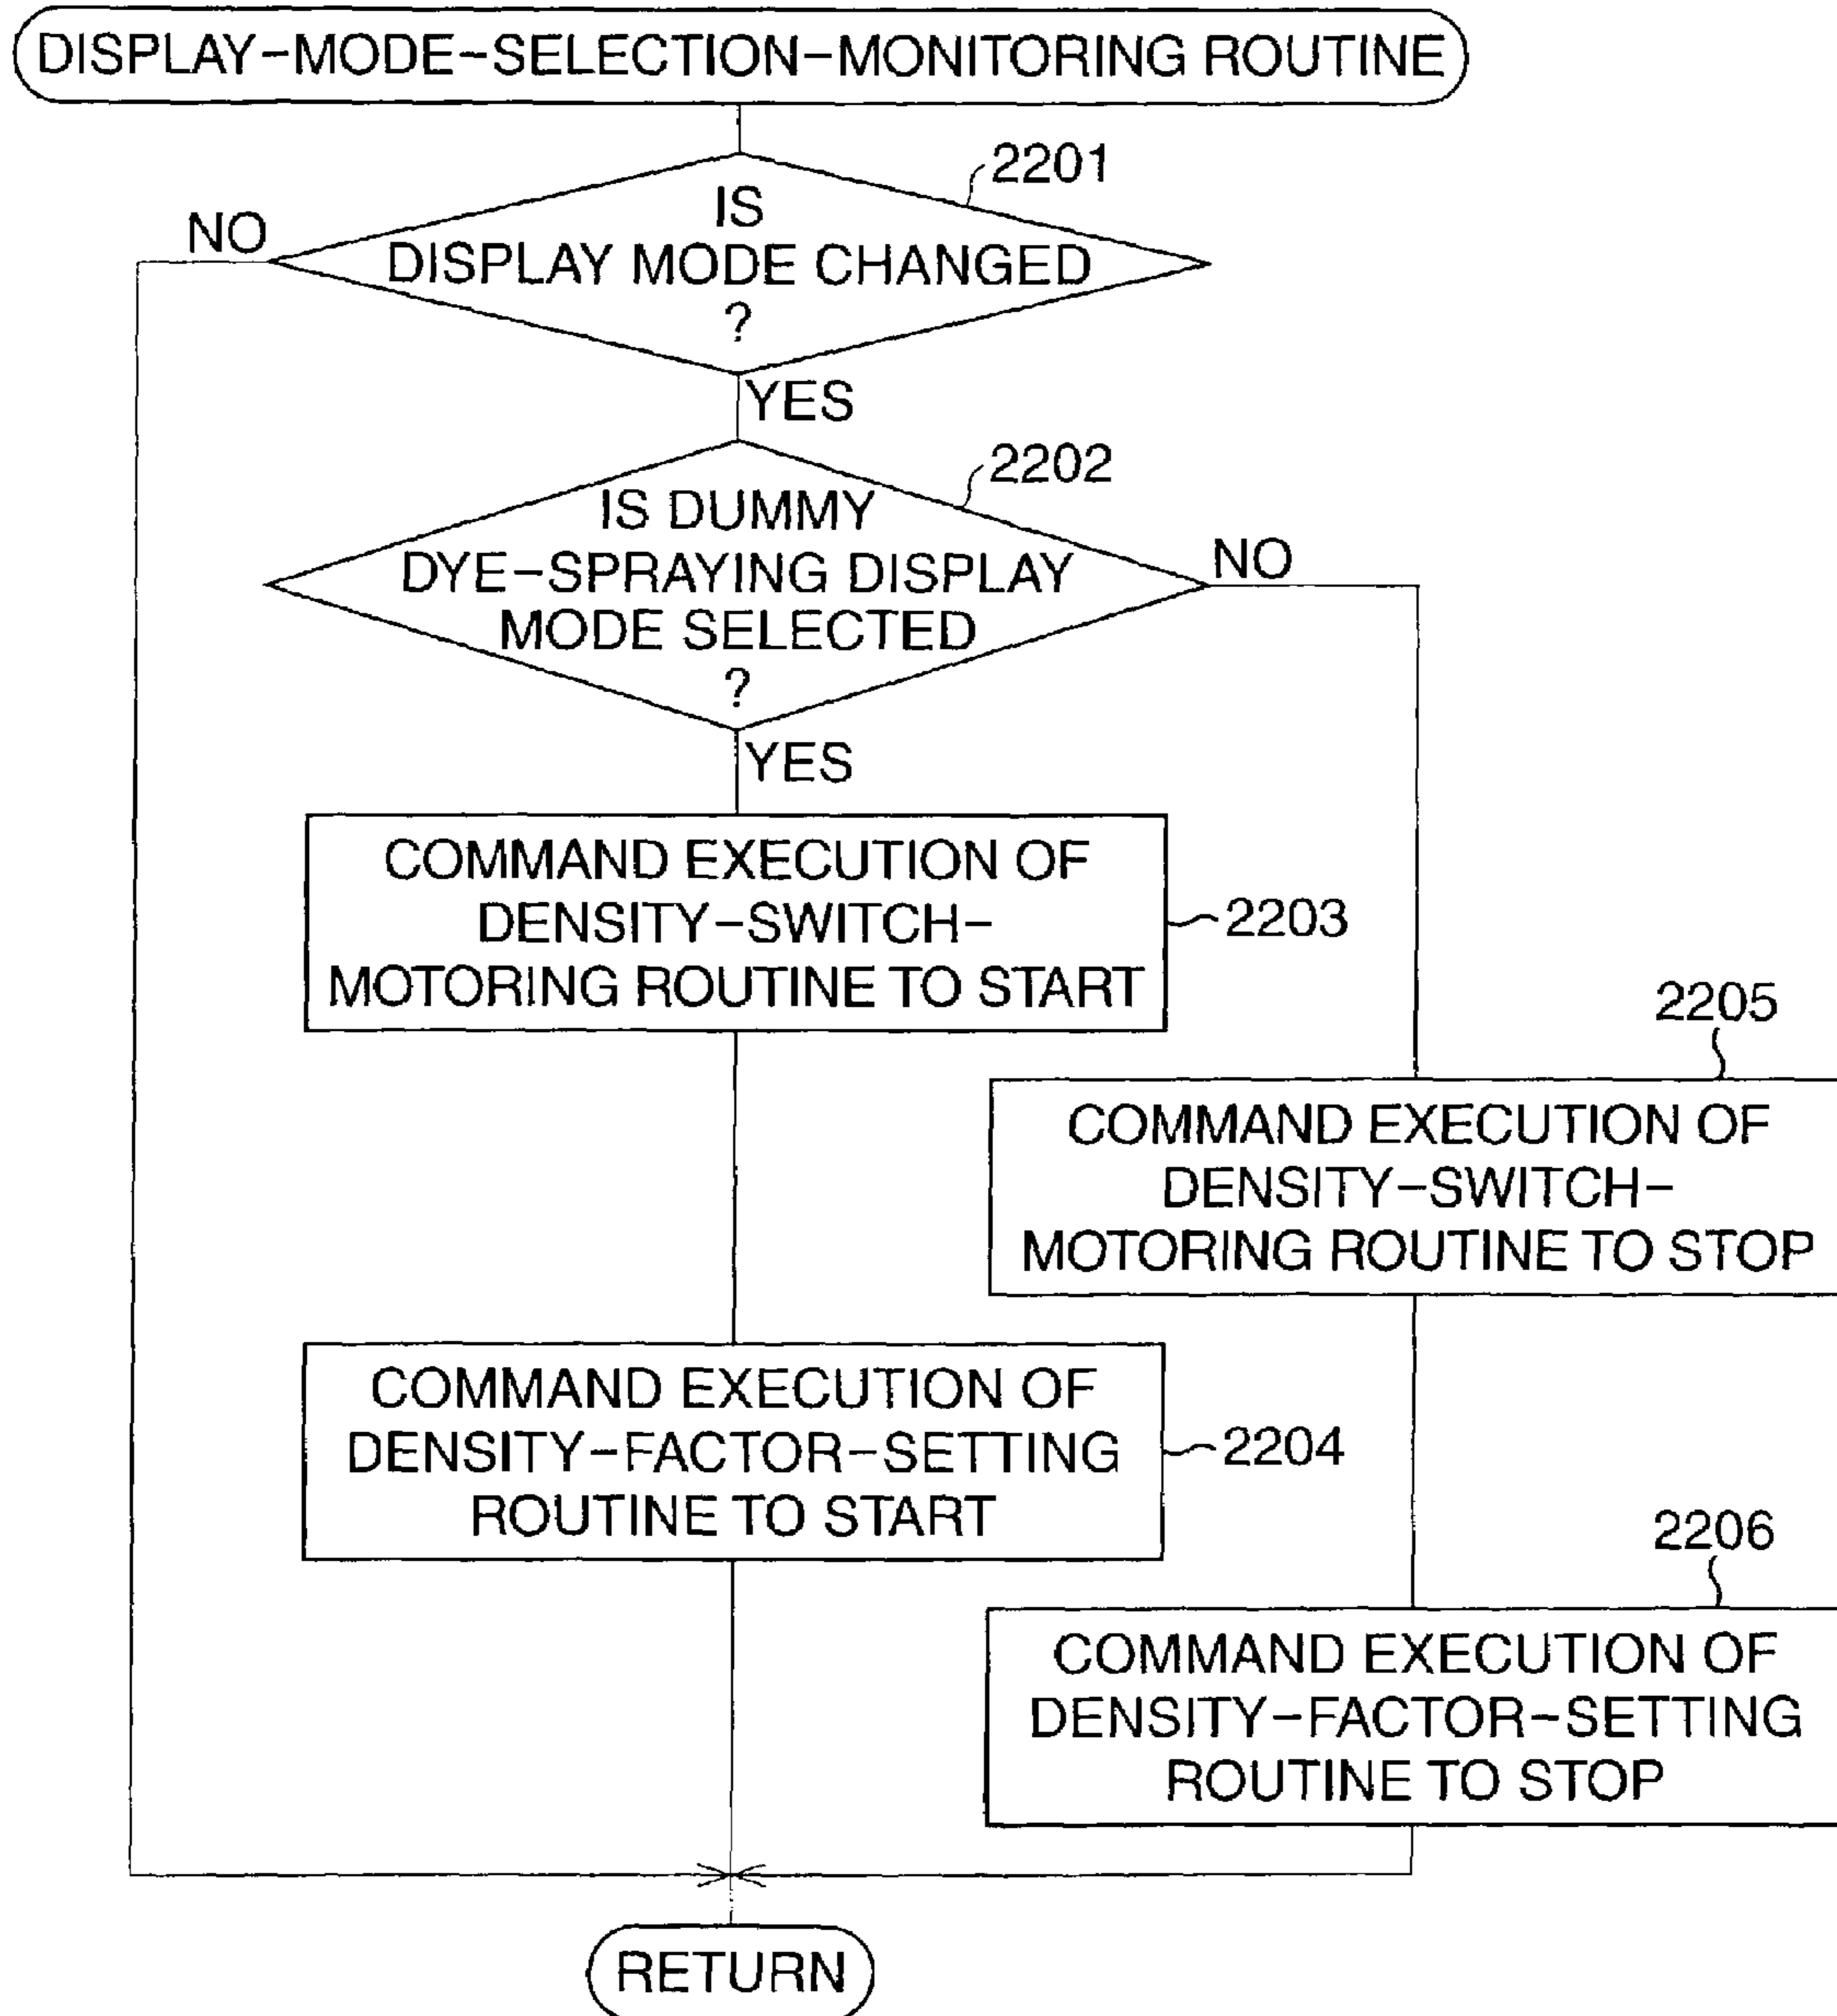 DISPLAY-MODE-SELECTION-MONITORING ROUTINE
2201
IS
DISPLAY MODE CHANGED
?
NO
YES
2202
IS DUMMY
DYE-SPRAYING DISPLAY
MODE SELECTED
?
NO
YES
COMMAND EXECUTION OF
DENSITY-SWITCH-
MOTORING ROUTINE TO START
2203
2205
COMMAND EXECUTION OF
DENSITY-SWITCH-
MOTORING ROUTINE TO STOP
COMMAND EXECUTION OF
DENSITY-FACTOR-SETTING
ROUTINE TO START
2204
2206
COMMAND EXECUTION OF
DENSITY-FACTOR-SETTING
ROUTINE TO STOP
RETURN